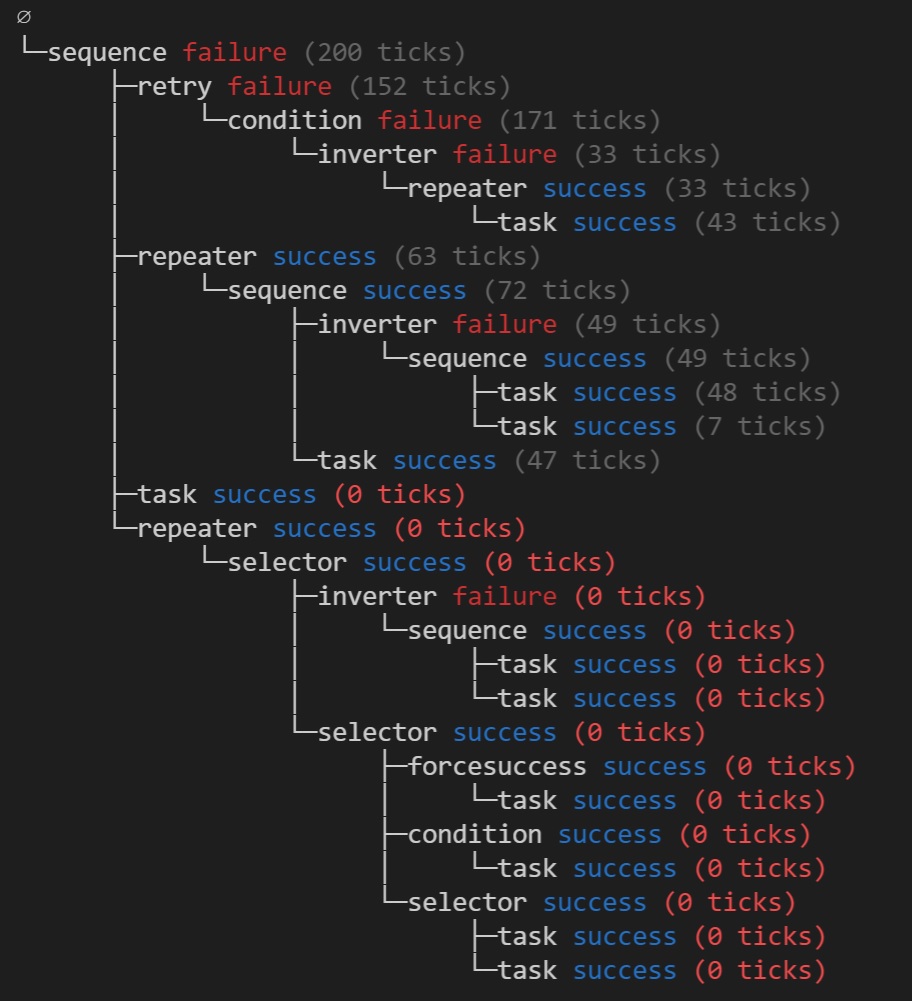 ∅
└─sequence failure (200 ticks)
      ├─retry failure (152 ticks)
      │     └─condition failure (171 ticks)
      │           └─inverter failure (33 ticks)
      │                 └─repeater success (33 ticks)
      │                       └─task success (43 ticks)
      ├─repeater success (63 ticks)
      │     └─sequence success (72 ticks)
      │           ├─inverter failure (49 ticks)
      │           │     └─sequence success (49 ticks)
      │           │           ├─task success (48 ticks)
      │           │           └─task success (7 ticks)
      │           └─task success (47 ticks)
      ├─task success (0 ticks)
      └─repeater success (0 ticks)
            └─selector success (0 ticks)
                  ├─inverter failure (0 ticks)
                  │     └─sequence success (0 ticks)
                  │           ├─task success (0 ticks)
                  │           └─task success (0 ticks)
                  └─selector success (0 ticks)
                        ├─forcesuccess success (0 ticks)
                        │     └─task success (0 ticks)
                        ├─condition success (0 ticks)
                        │     └─task success (0 ticks)
                        └─selector success (0 ticks)
                              ├─task success (0 ticks)
                              └─task success (0 ticks)